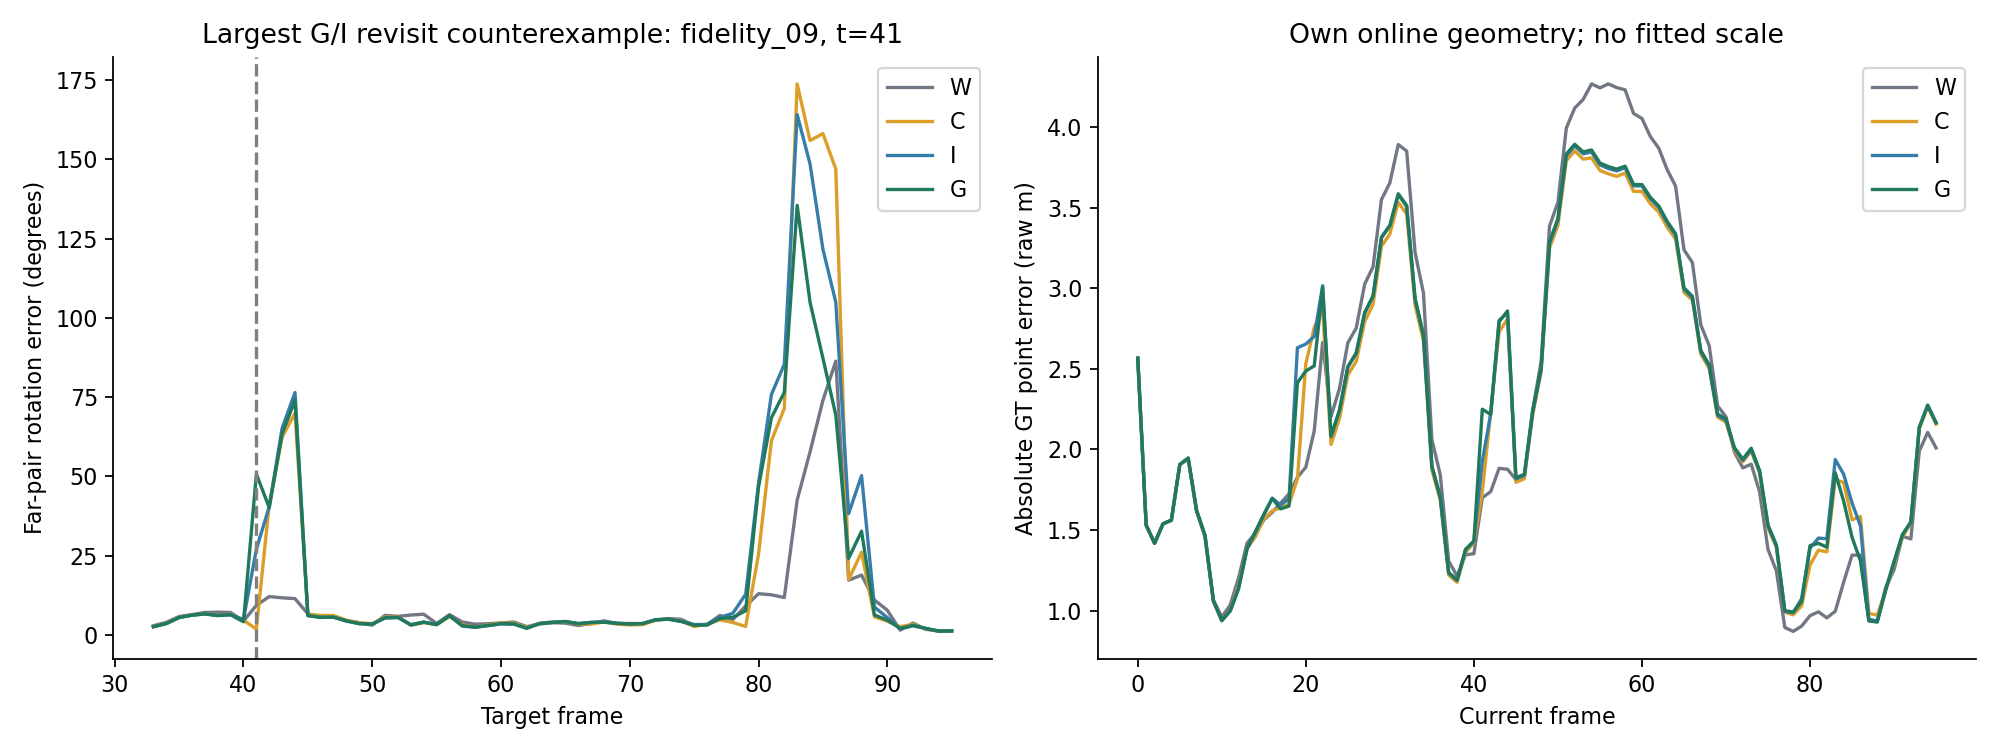 Largest G/I revisit counterexample: fidelity_09, t=41
Far-pair rotation error (degrees)
175
150
125
100
75
50
25
0
30
40
50
60
70
80
90
Target frame
W
C
I
G
Own online geometry; no fitted scale
Absolute GT point error (raw m)
4.0
3.5
3.0
2.5
2.0
1.5
1.0
0
20
40
60
80
Current frame
W
C
I
G